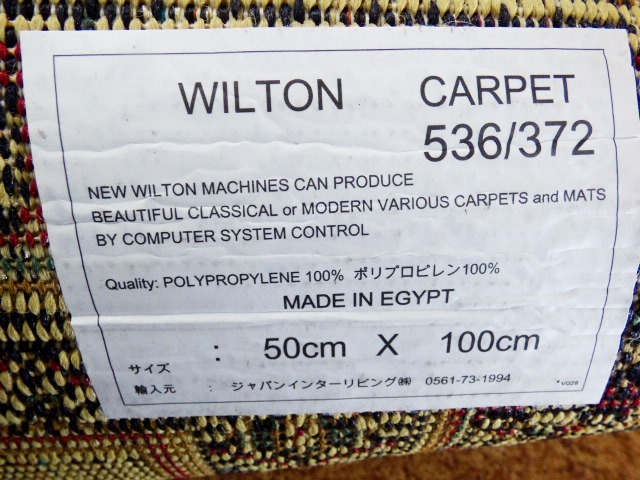 WILTON CARPET
536/372
NEW WILTON MACHINES CAN PRODUCE
BEAUTIFUL CLASSICAL or MODERN VARIOUS CARPETS and MATS
BY COMPUTER SYSTEM CONTROL
Quality: POLYPROPYLENE 100% ポリプロピレン100%
MADE IN EGYPT
サイズ : 50cm X 100cm
輸入元 : ジャパンインターリビング㈱ 0561-73-1994
*V028